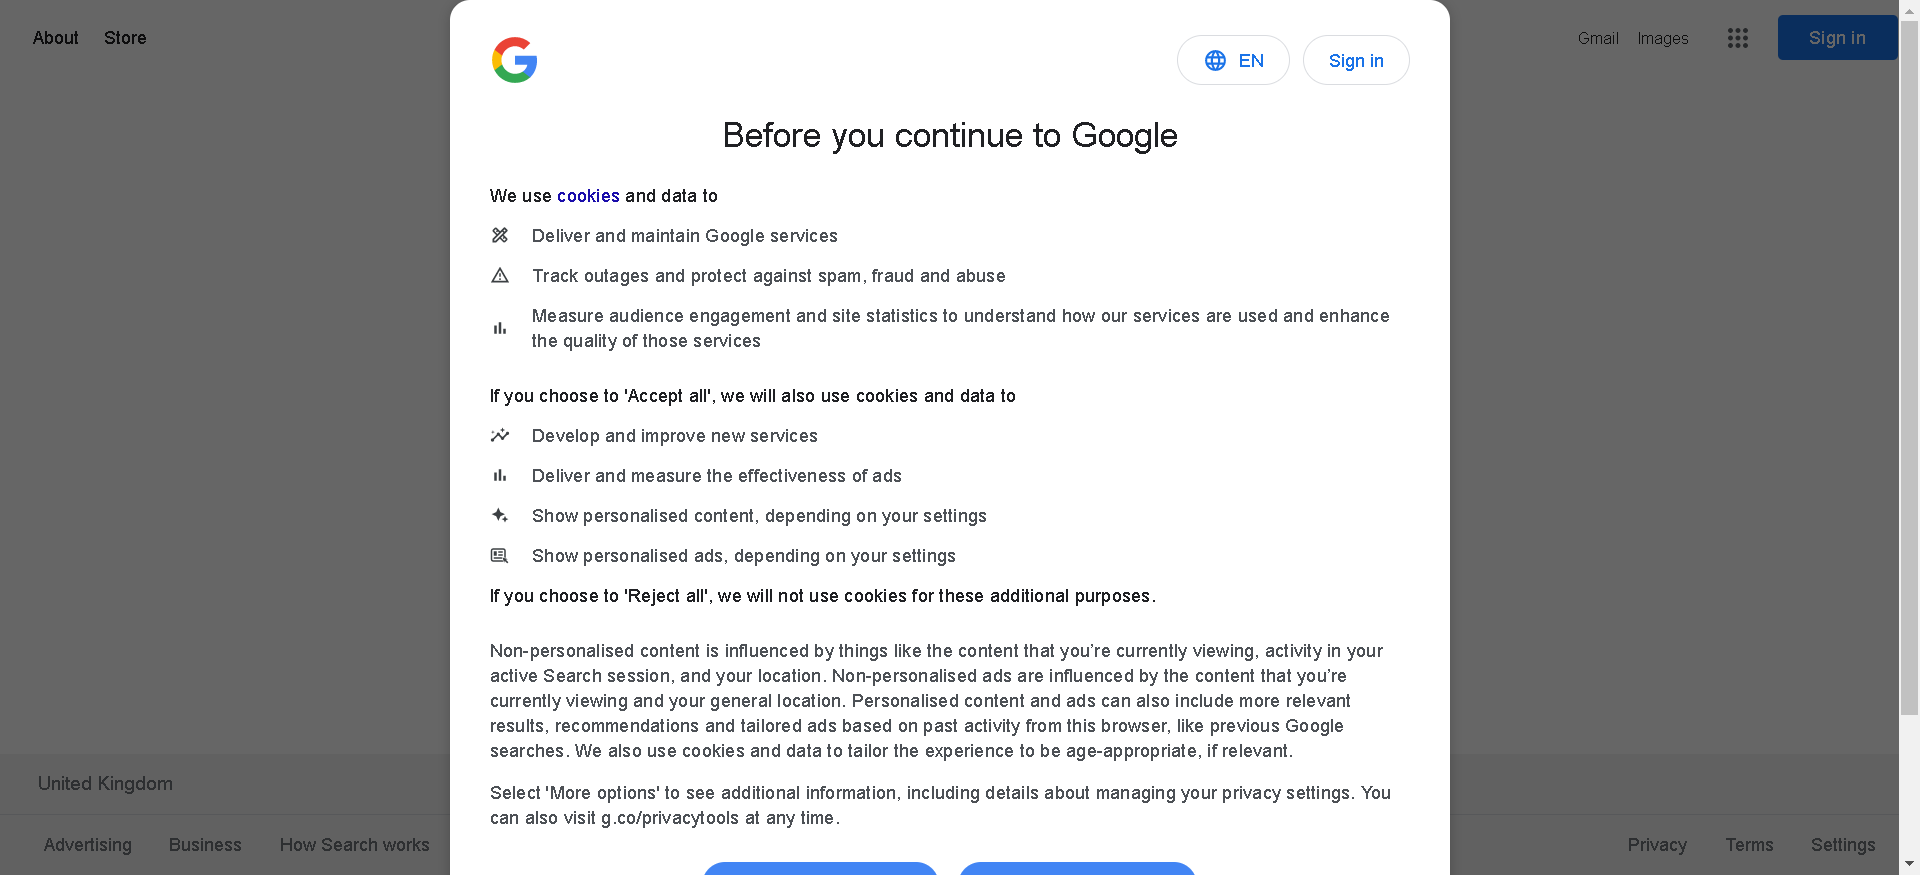 About Store
Gmail Images Sign in
EN Sign in
Before you continue to Google
We use cookies and data to
Deliver and maintain Google services
Track outages and protect against spam, fraud and abuse
Measure audience engagement and site statistics to understand how our services are used and enhance
the quality of those services
If you choose to 'Accept all', we will also use cookies and data to
Develop and improve new services
Deliver and measure the effectiveness of ads
Show personalised content, depending on your settings
Show personalised ads, depending on your settings
If you choose to 'Reject all', we will not use cookies for these additional purposes.
Non-personalised content is influenced by things like the content that you’re currently viewing, activity in your
active Search session, and your location. Non-personalised ads are influenced by the content that you’re
currently viewing and your general location. Personalised content and ads can also include more relevant
results, recommendations and tailored ads based on past activity from this browser, like previous Google
searches. We also use cookies and data to tailor the experience to be age-appropriate, if relevant.
Select 'More options' to see additional information, including details about managing your privacy settings. You
can also visit g.co/privacytools at any time.
United Kingdom
Advertising Business How Search works
Privacy Terms Settings